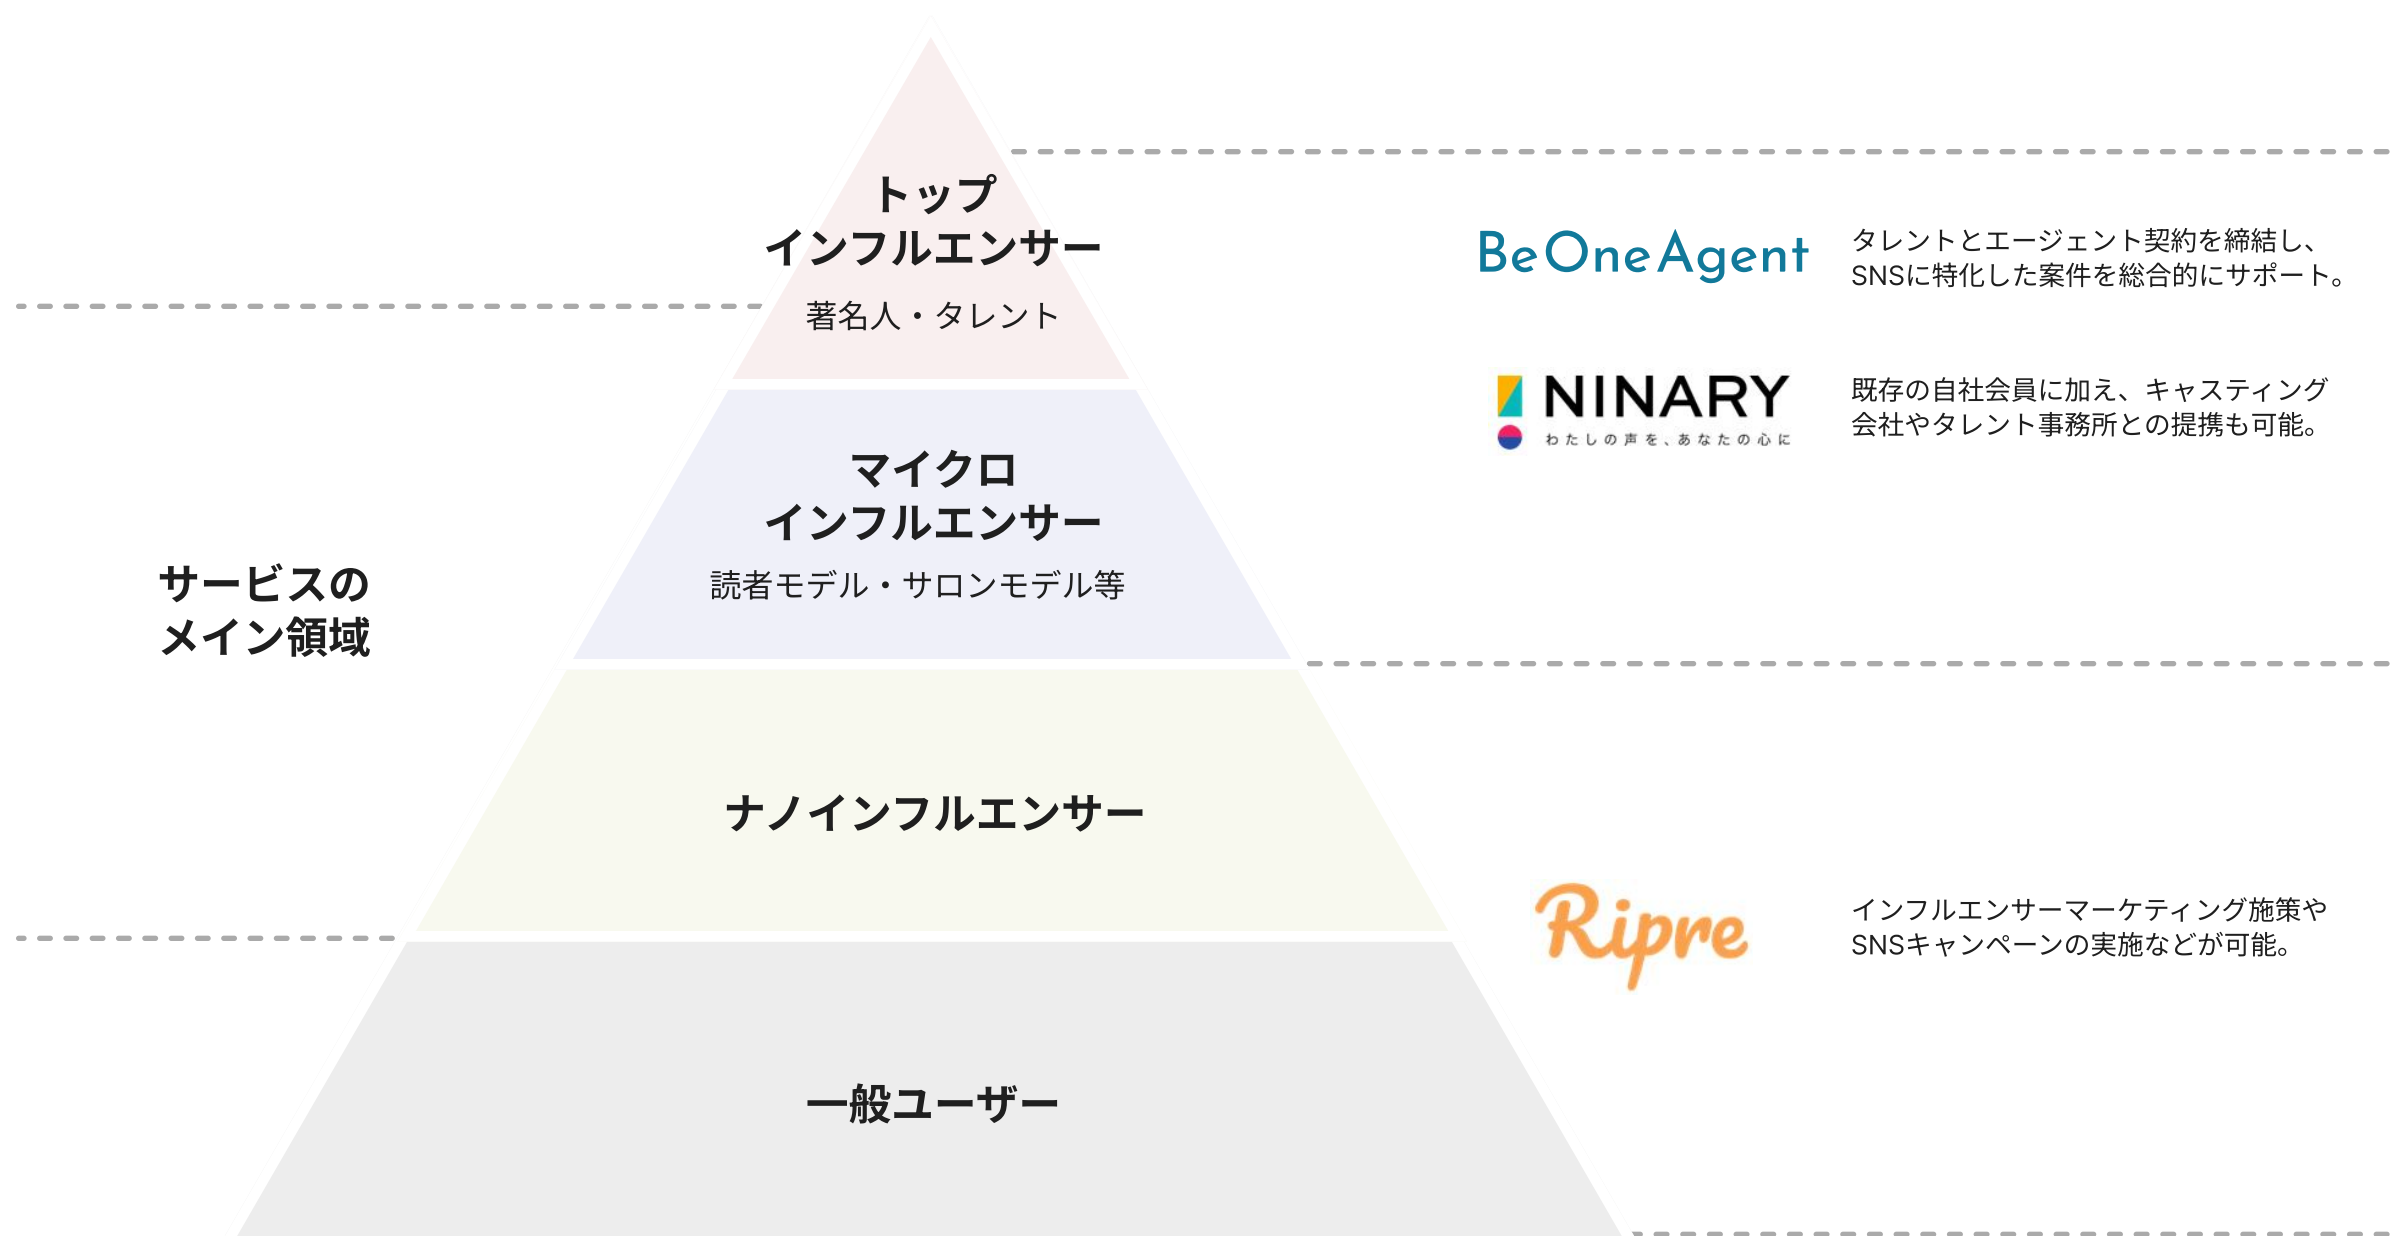 トップ
インフルエンサー
著名人・タレント
BeOneAgent
タレントとエージェント契約を締結し、
SNSに特化した案件を総合的にサポート。
NINARY
わたしの声を、あなたの心に
既存の自社会員に加え、キャスティング
会社やタレント事務所との提携も可能。
マイクロ
インフルエンサー
読者モデル・サロンモデル等
サービスの
メイン領域
ナノインフルエンサー
Ripre
インフルエンサーマーケティング施策や
SNSキャンペーンの実施などが可能。
一般ユーザー